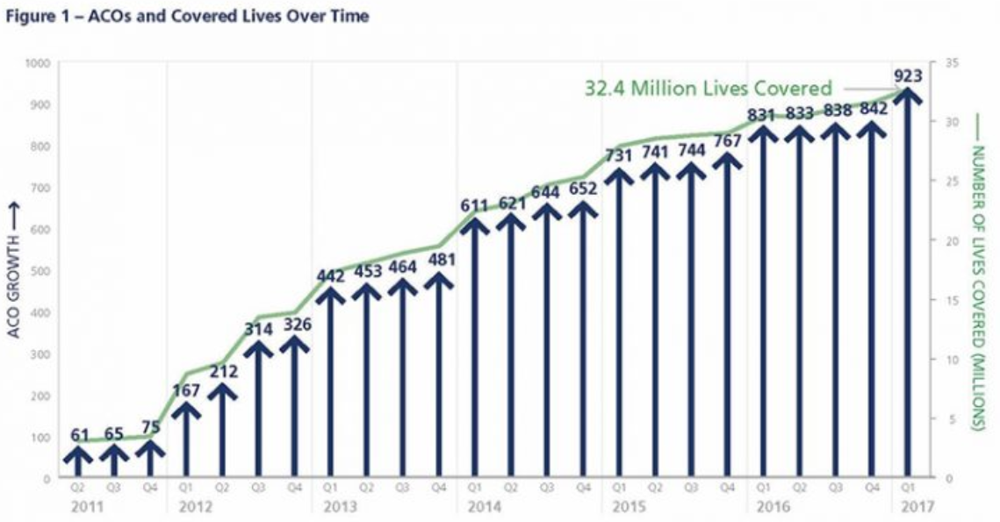 Figure 1 – ACOs and Covered Lives Over Time
1000
900
800
700
600
500
400
300
200
100
0
ACO GROWTH →
35
30
25
20
15
10
5
0
— NUMBER OF LIVES COVERED (MILLIONS)
32.4 Million Lives Covered
61 65 75 167 212 314 326 442 453 464 481 611 621 644 652 731 741 744 767 831 833 838 842 923
Q2 Q3 Q4 Q1 Q2 Q3 Q4 Q1 Q2 Q3 Q4 Q1 Q2 Q3 Q4 Q1 Q2 Q3 Q4 Q1 Q2 Q3 Q4 Q1
2011 2012 2013 2014 2015 2016 2017